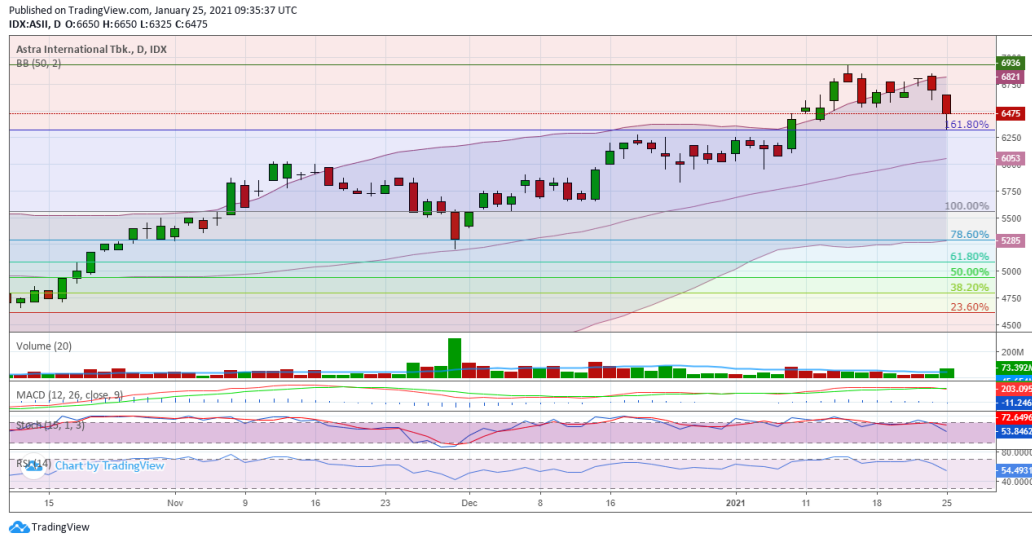 Published on TradingView.com, January 25, 2021 09:35:37 UTC
IDX:ASII, D O:6650 H:6650 L:6325 C:6475
Astra International Tbk., D, IDX
BB (50, 2)
6936
6821
6750
6475
161.80%
6250
6053
6000
5750
100.00%
5500
78.60%
5285
61.80%
5000
50.00%
38.20%
4750
23.60%
4500
Volume (20)
200M
MACD (12, 26, close, 9)
203.095
-11.246
Stoch (15, 1, 3)
72.6496
53.8462
RSI (14)
Chart by TradingView
80.0000
54.4931
40.0000
15 Nov 9 16 23 Dec 8 16 2021 11 18 25
TradingView